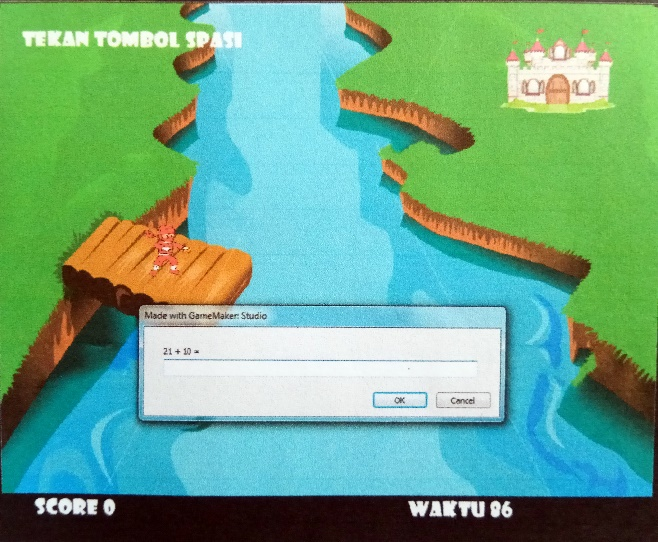 TEKAN TOMBOL SPASI
Made with GameMaker: Studio
21 + 10 =
OK
Cancel
SCORE 0
WAKTU 86